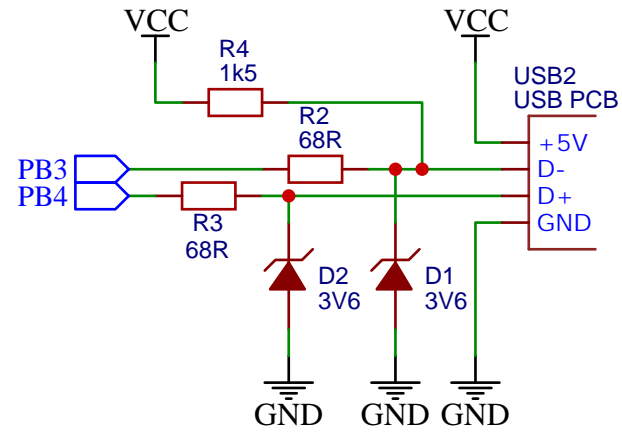 VCC
VCC
R4
1k5
USB2
USB PCB
R2
68R
+5V
PB3
D-
PB4
D+
R3
68R
GND
D2
3V6
D1
3V6
GND
GND
GND